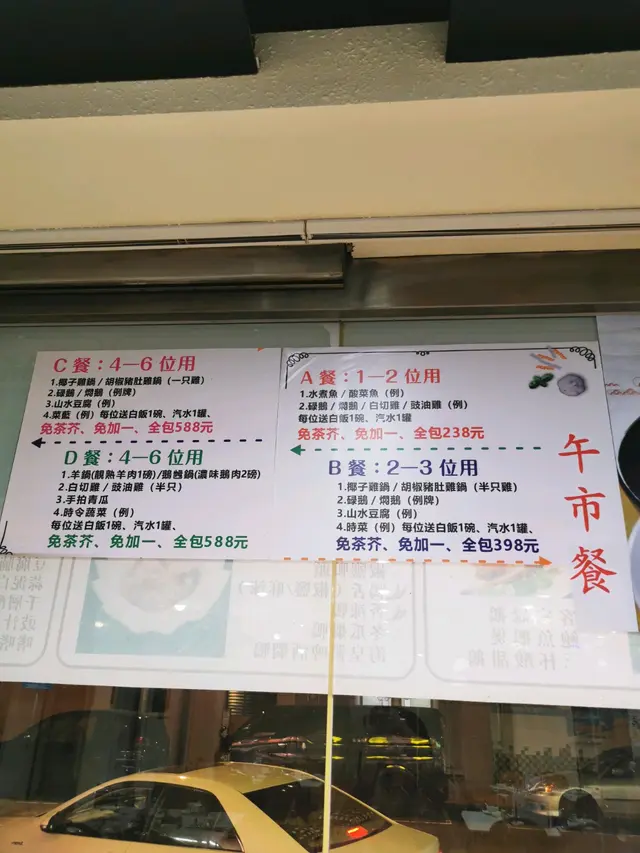 C 餐：4—6 位用
1.椰子雞鍋 / 胡椒豬肚雞鍋（一只雞）
2.碌鵝 / 燜鵝（例牌）
3.山水豆腐（例）
4.菜藍（例）每位送白飯1碗、汽水1罐
免茶芥、免加一、全包588元
D 餐：4—6 位用
1.羊鍋(靚熟羊肉1磅)/鵝乸鍋(濃味鵝肉2磅)
2.白切雞 / 豉油雞（半只）
3.手拍青瓜
4.時令蔬菜（例）
每位送白飯1碗、汽水1罐、
免茶芥、免加一、全包588元
A 餐：1—2 位用
1.水煮魚 / 酸菜魚（例）
2.碌鵝 / 燜鵝 / 白切雞 / 豉油雞（例）
每位送白飯1碗、汽水1罐
免茶芥、免加一、全包238元
B 餐：2—3 位用
1.椰子雞鍋 / 胡椒豬肚雞鍋（半只雞）
2.碌鵝 / 燜鵝（例牌）
3.山水豆腐（例）
4.時菜（例）每位送白飯1碗、汽水1罐、
免茶芥、免加一、全包398元
午市餐